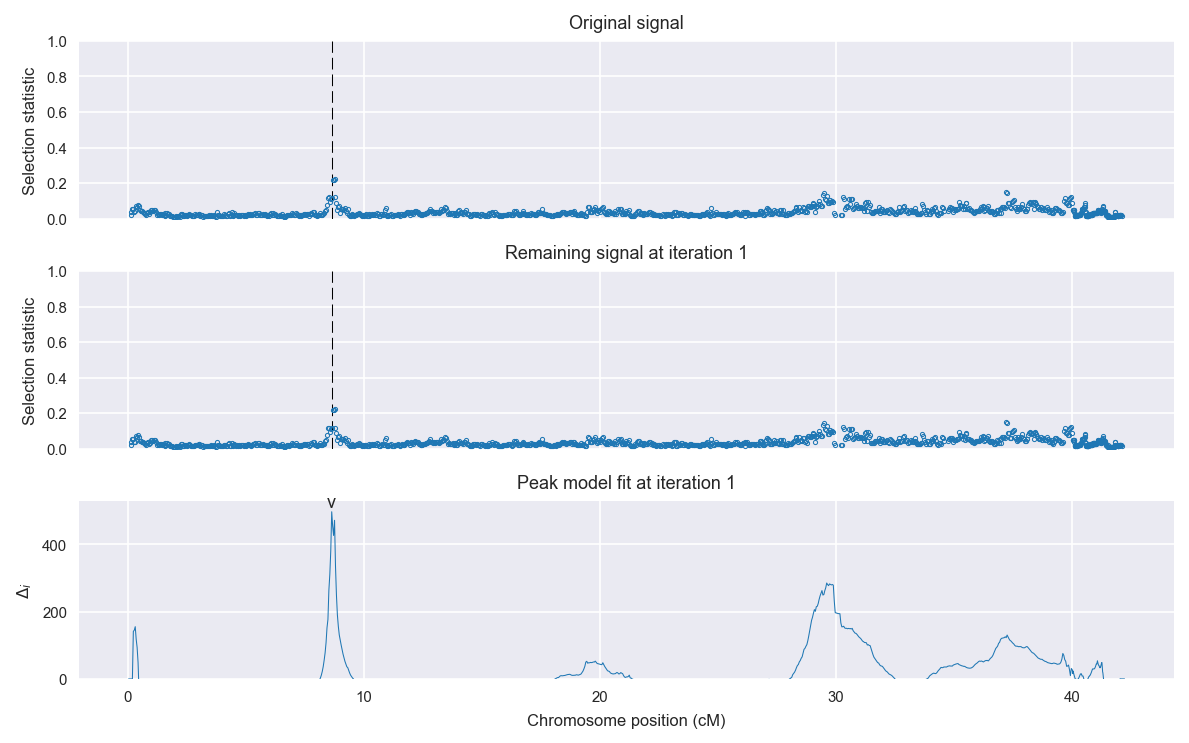 Original signal
Selection statistic
1.0
0.8
0.6
0.4
0.2
0.0
Remaining signal at iteration 1
Selection statistic
1.0
0.8
0.6
0.4
0.2
0.0
Peak model fit at iteration 1
v
Δi
400
200
0
0 10 20 30 40
Chromosome position (cM)